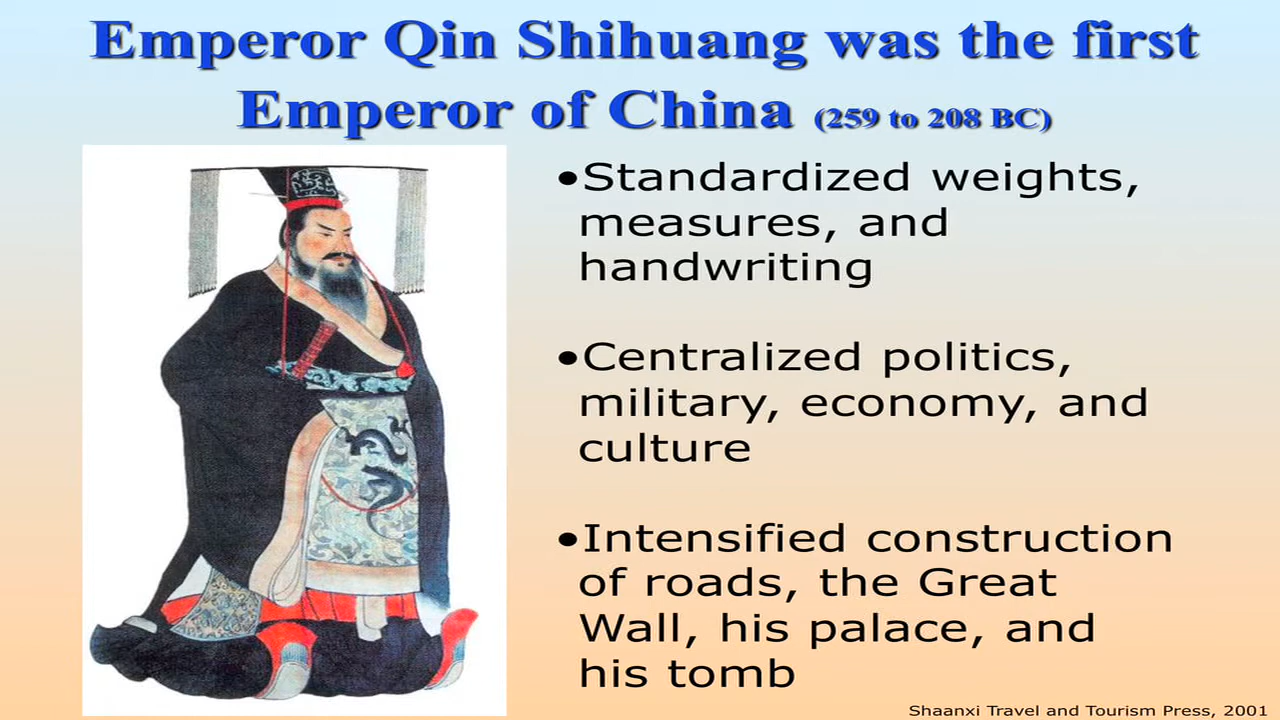 Emperor Qin Shihuang was the first
Emperor of China (259 to 208 BC)
•Standardized weights,
measures, and
handwriting
•Centralized politics,
military, economy, and
culture
•Intensified construction
of roads, the Great
Wall, his palace, and
his tomb
Shaanxi Travel and Tourism Press, 2001